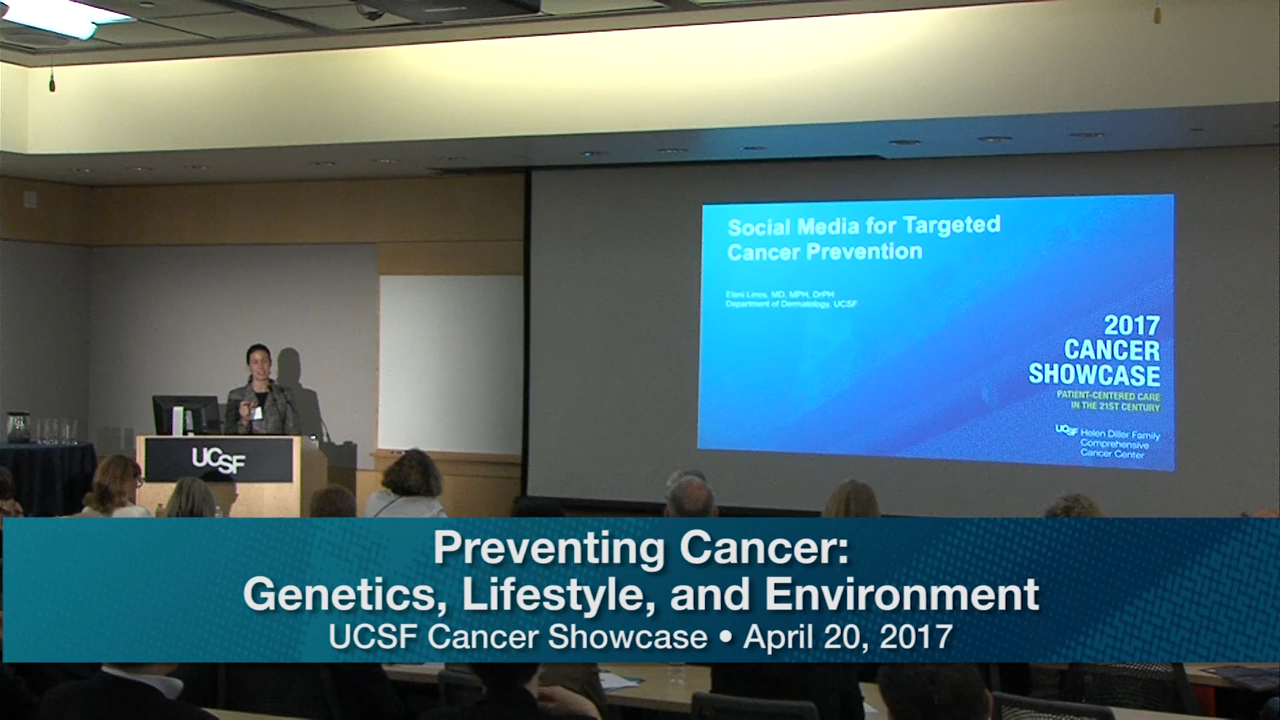 Social Media for Targeted
Cancer Prevention
Eleni Linos, MD, MPH, DrPH
Department of Dermatology, UCSF
2017
CANCER
SHOWCASE
PATIENT-CENTERED CARE
IN THE 21ST CENTURY
UCSF Helen Diller Family
Comprehensive
Cancer Center
UCSF
Preventing Cancer:
Genetics, Lifestyle, and Environment
UCSF Cancer Showcase • April 20, 2017